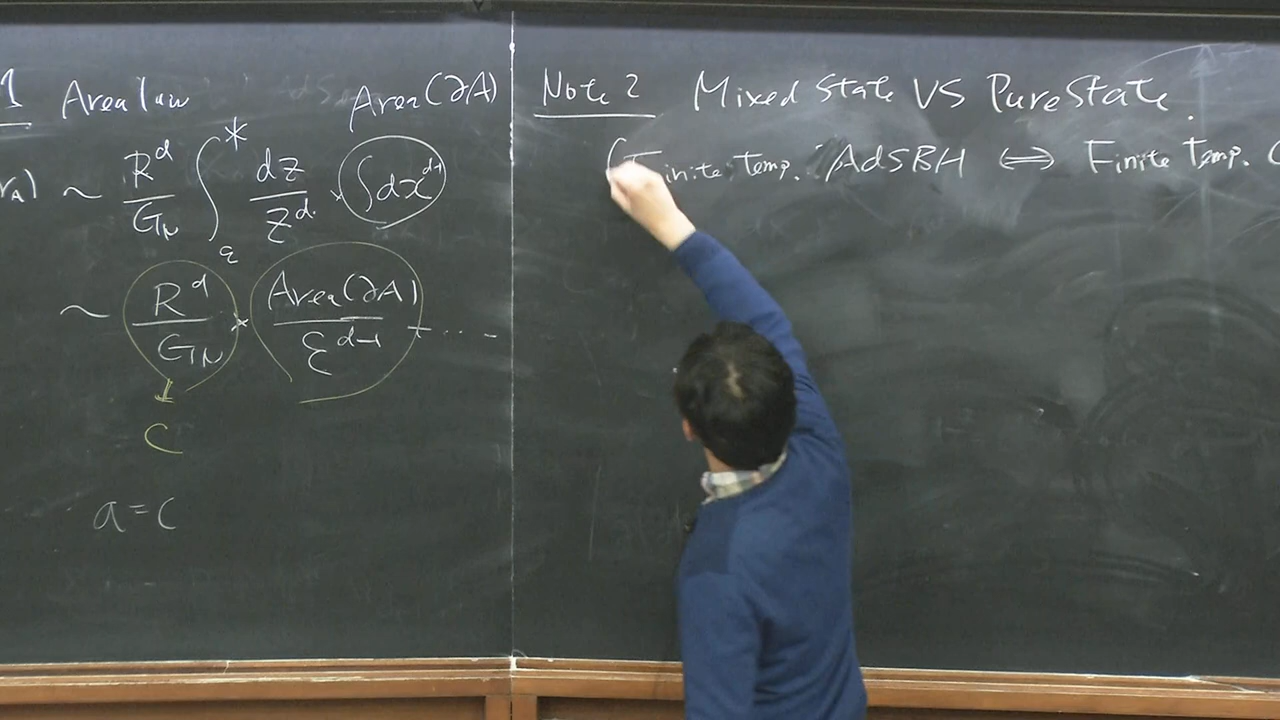 1 Area law
Area(∂A)
~ R^d / G_N ∫_ε^* dz / z^d × ∫dx^{d-1}
~ R^d / G_N × Area(∂A) / ε^{d-1} + ...
↓
C
a = c
Note 2 Mixed State VS Pure State.
Finite Temp. AdSBH ⇔ Finite Temp.